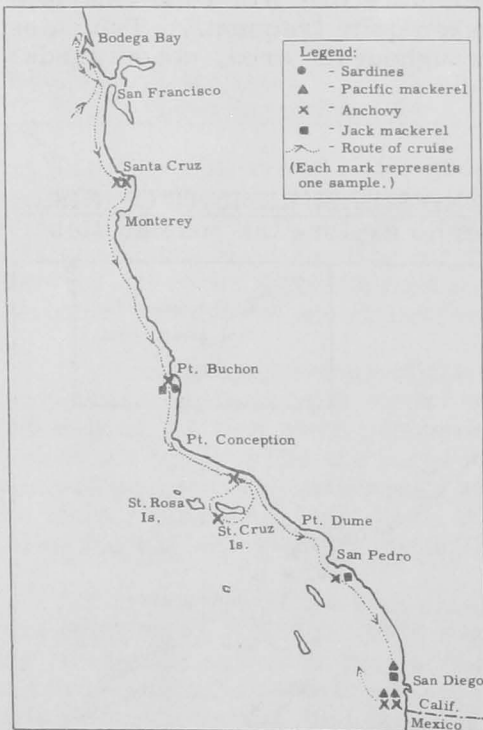 Bodega Bay
San Francisco
Santa Cruz
Monterey
Pt. Buchon
Pt. Conception
St. Rosa
Is.
St. Cruz
Is.
Pt. Dume
San Pedro
San Diego
Calif.
Mexico
Legend:
- Sardines
- Pacific mackerel
- Anchovy
- Jack mackerel
- Route of cruise
(Each mark represents
one sample.)